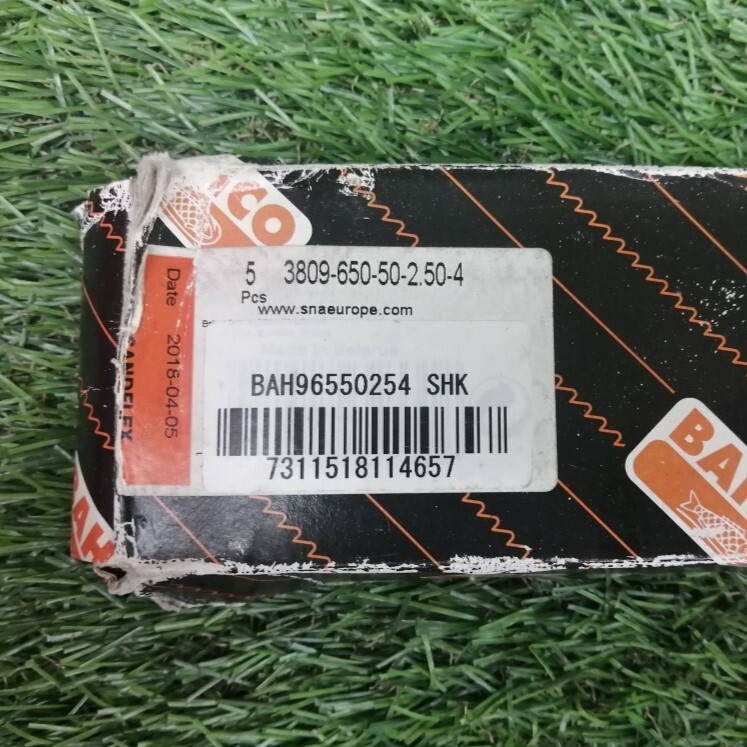 CO
5 3809-650-50-2.50-4
Pcs
www.snaeurope.com
Date 2018-04-05
SANDFLEX
BAH96550254 SHK
7311518114657
BAH
BAH